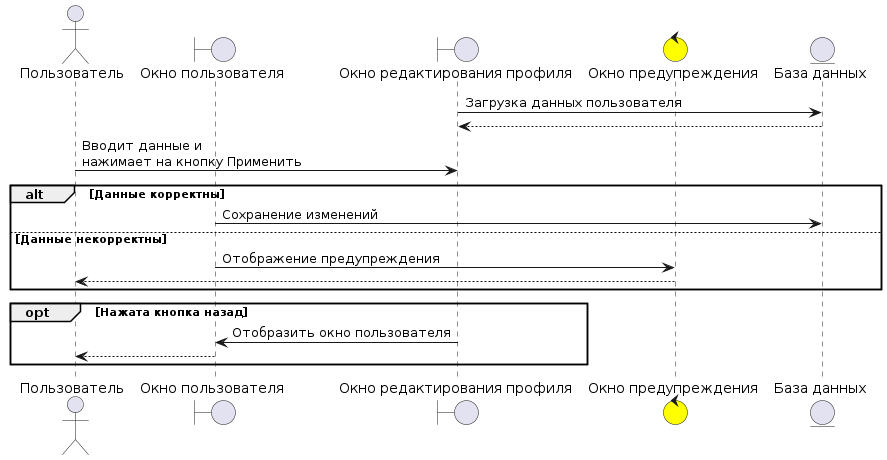 Пользователь
Окно пользователя
Окно редактирования профиля
Окно предупреждения
База данных
Загрузка данных пользователя
Вводит данные и
нажимает на кнопку Применить
alt
[Данные корректны]
Сохранение изменений
[Данные некорректны]
Отображение предупреждения
opt
[Нажата кнопка назад]
Отобразить окно пользователя
Пользователь
Окно пользователя
Окно редактирования профиля
Окно предупреждения
База данных